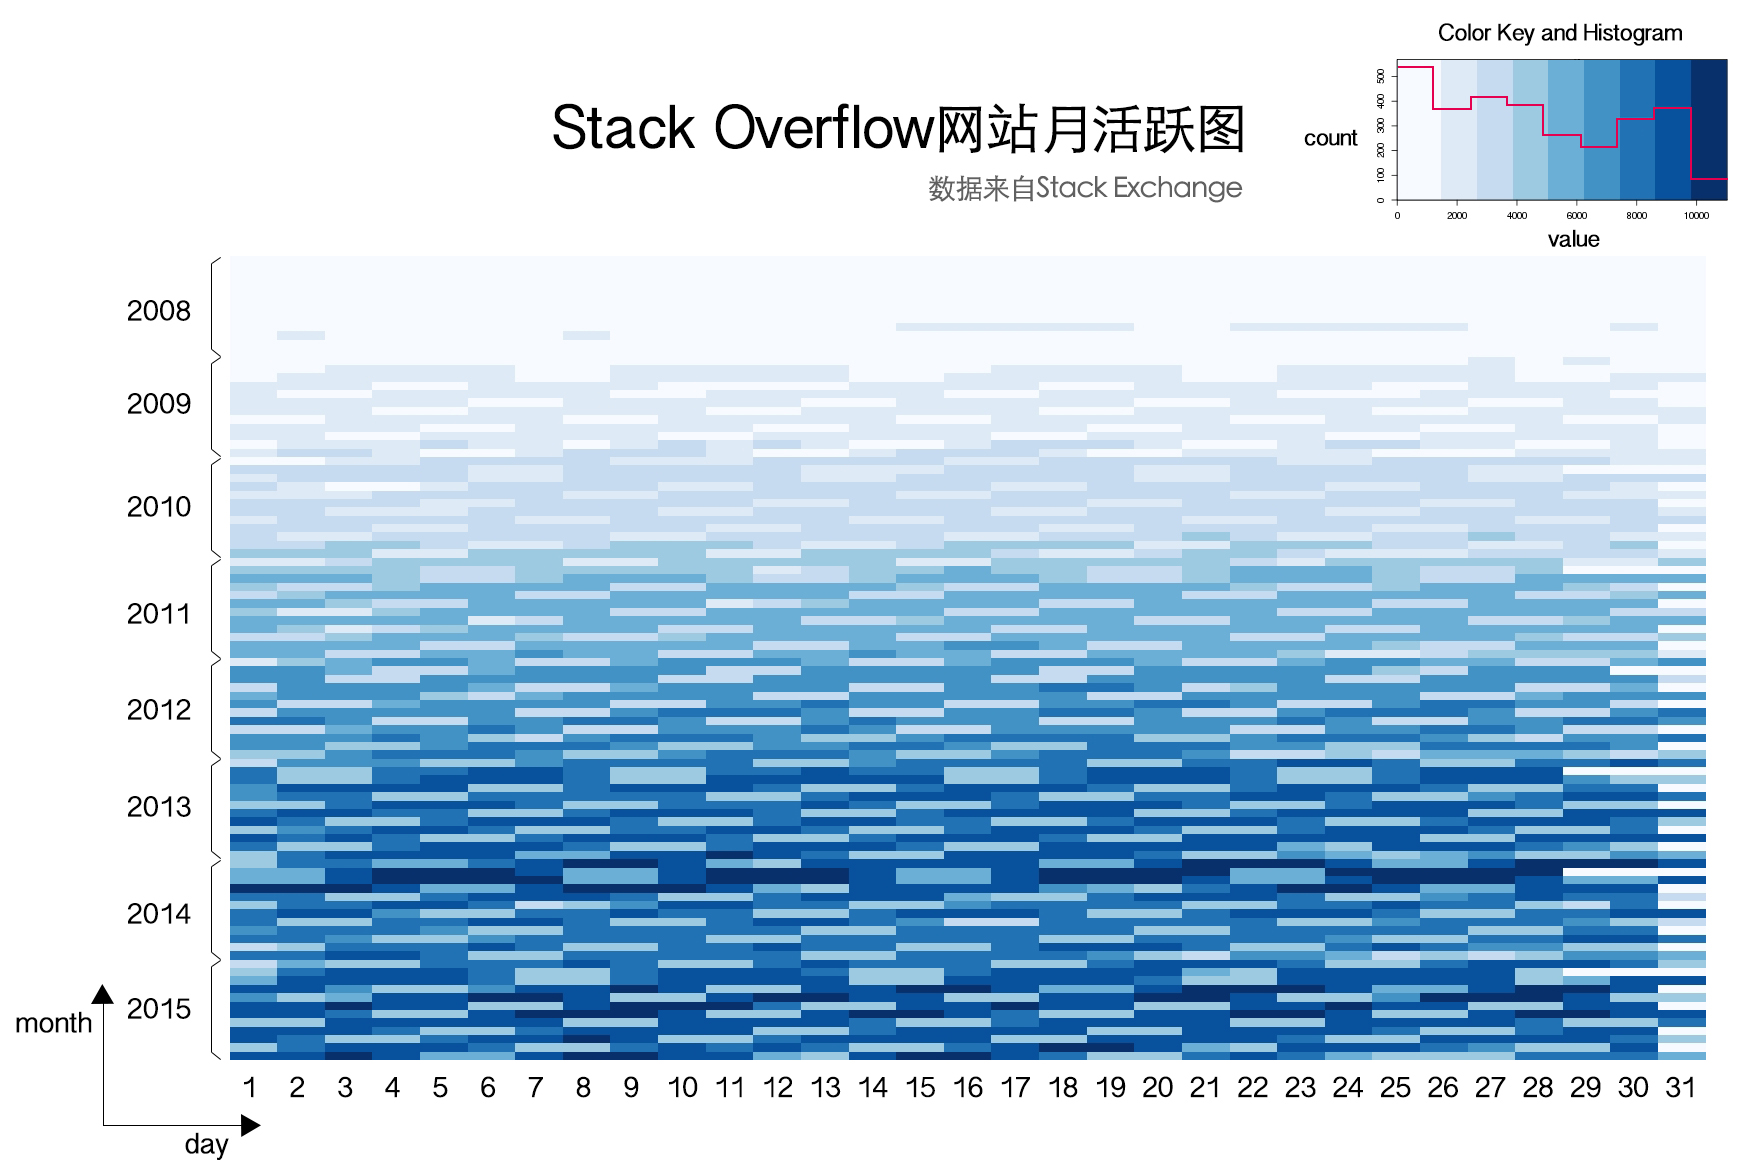 Color Key and Histogram
count
0 100 200 300 400 500
0 2000 4000 6000 8000 10000
value
Stack Overflow网站月活跃图
数据来自Stack Exchange
2008
2009
2010
2011
2012
2013
2014
2015
month
1 2 3 4 5 6 7 8 9 10 11 12 13 14 15 16 17 18 19 20 21 22 23 24 25 26 27 28 29 30 31
day